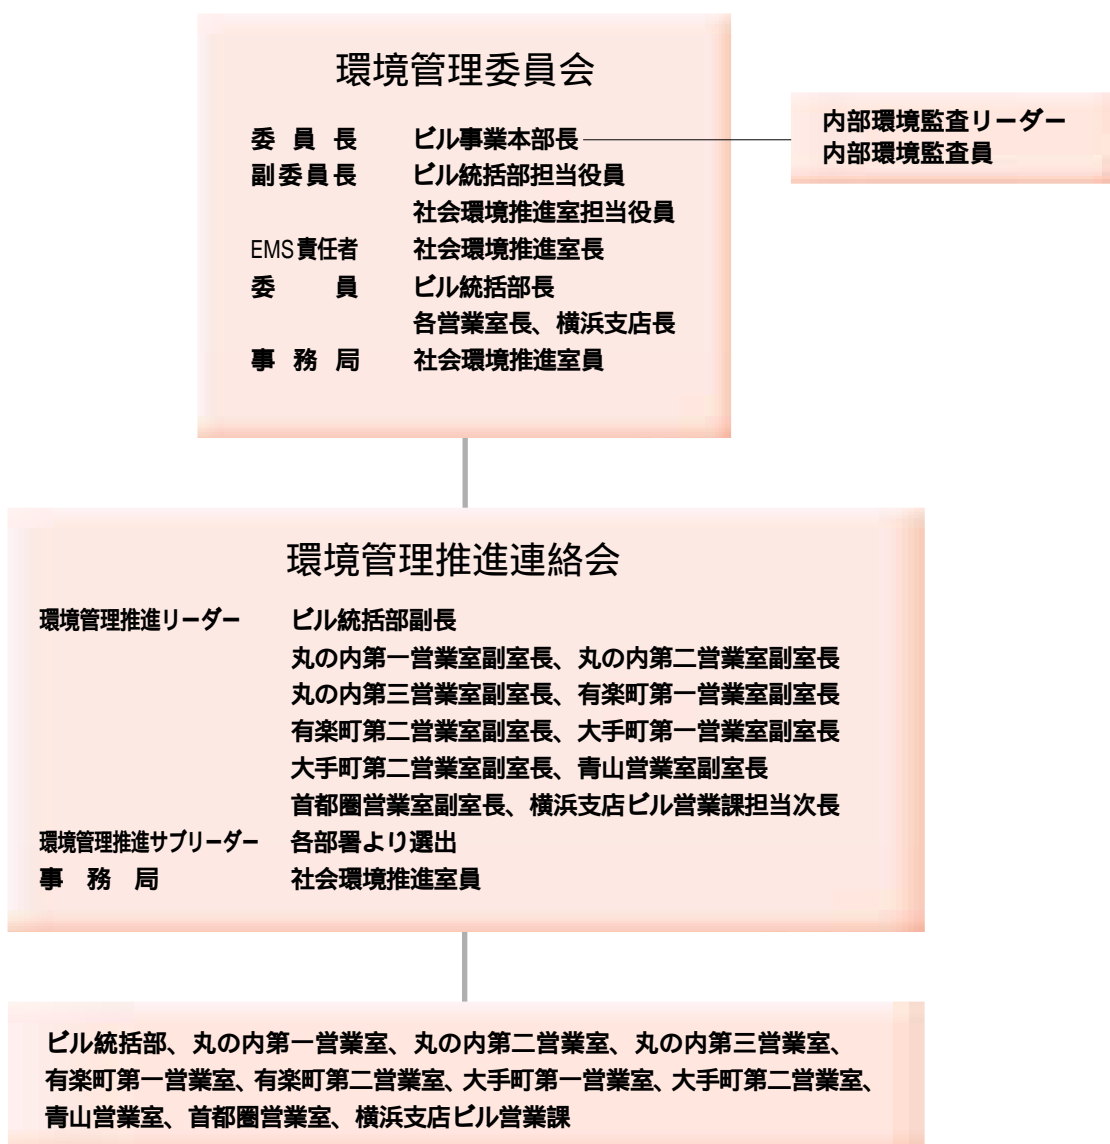 環境管理委員会
委員長 ビル事業本部長
副委員長 ビル統括部担当役員
社会環境推進室担当役員
EMS責任者 社会環境推進室長
委員 ビル統括部長
各営業室長、横浜支店長
事務局 社会環境推進室員
内部環境監査リーダー
内部環境監査員
環境管理推進連絡会
環境管理推進リーダー ビル統括部副長
丸の内第一営業室副室長、丸の内第二営業室副室長
丸の内第三営業室副室長、有楽町第一営業室副室長
有楽町第二営業室副室長、大手町第一営業室副室長
大手町第二営業室副室長、青山営業室副室長
首都圏営業室副室長、横浜支店ビル営業課担当次長
環境管理推進サブリーダー 各部署より選出
事務局 社会環境推進室員
ビル統括部、丸の内第一営業室、丸の内第二営業室、丸の内第三営業室、
有楽町第一営業室、有楽町第二営業室、大手町第一営業室、大手町第二営業室、
青山営業室、首都圏営業室、横浜支店ビル営業課